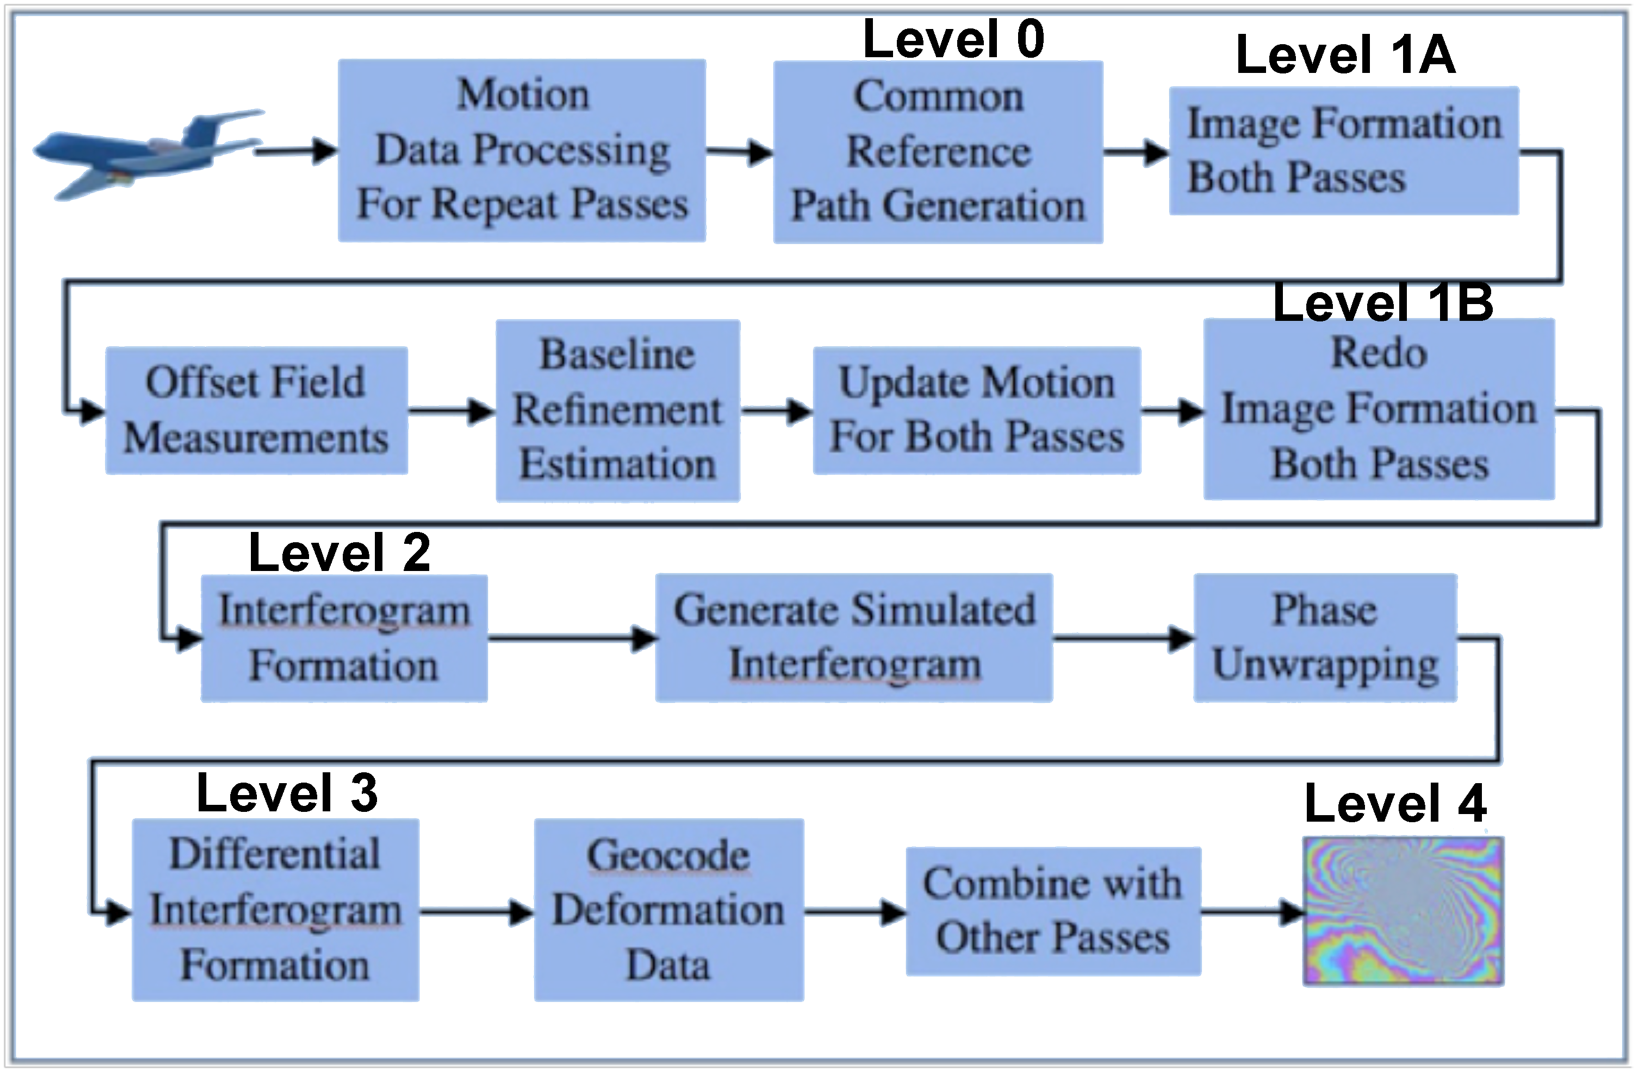 Level 0
Level 1A
Motion
Data Processing
For Repeat Passes
Common
Reference
Path Generation
Image Formation
Both Passes
Level 1B
Offset Field
Measurements
Baseline
Refinement
Estimation
Update Motion
For Both Passes
Redo
Image Formation
Both Passes
Level 2
Interferogram
Formation
Generate Simulated
Interferogram
Phase
Unwrapping
Level 3
Level 4
Differential
Interferogram
Formation
Geocode
Deformation
Data
Combine with
Other Passes